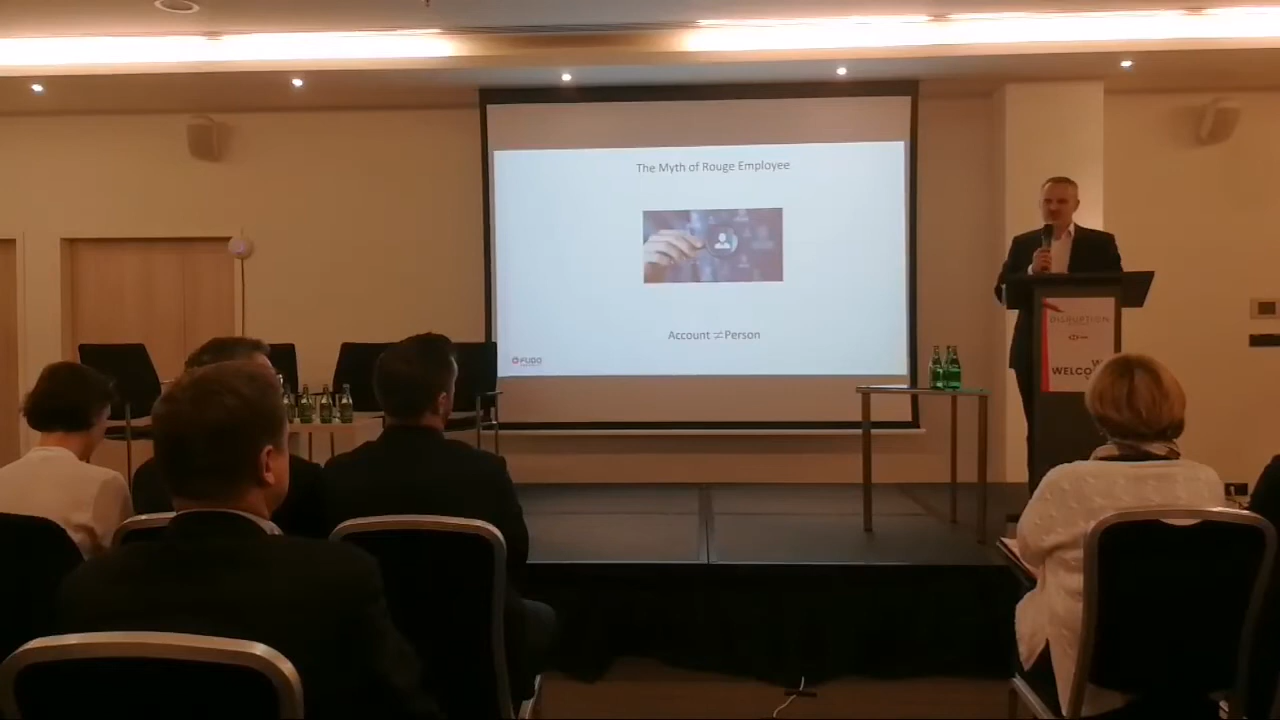 The Myth of Rouge Employee
Account ≠ Person
FUDO
DISRUPTION
WELCO